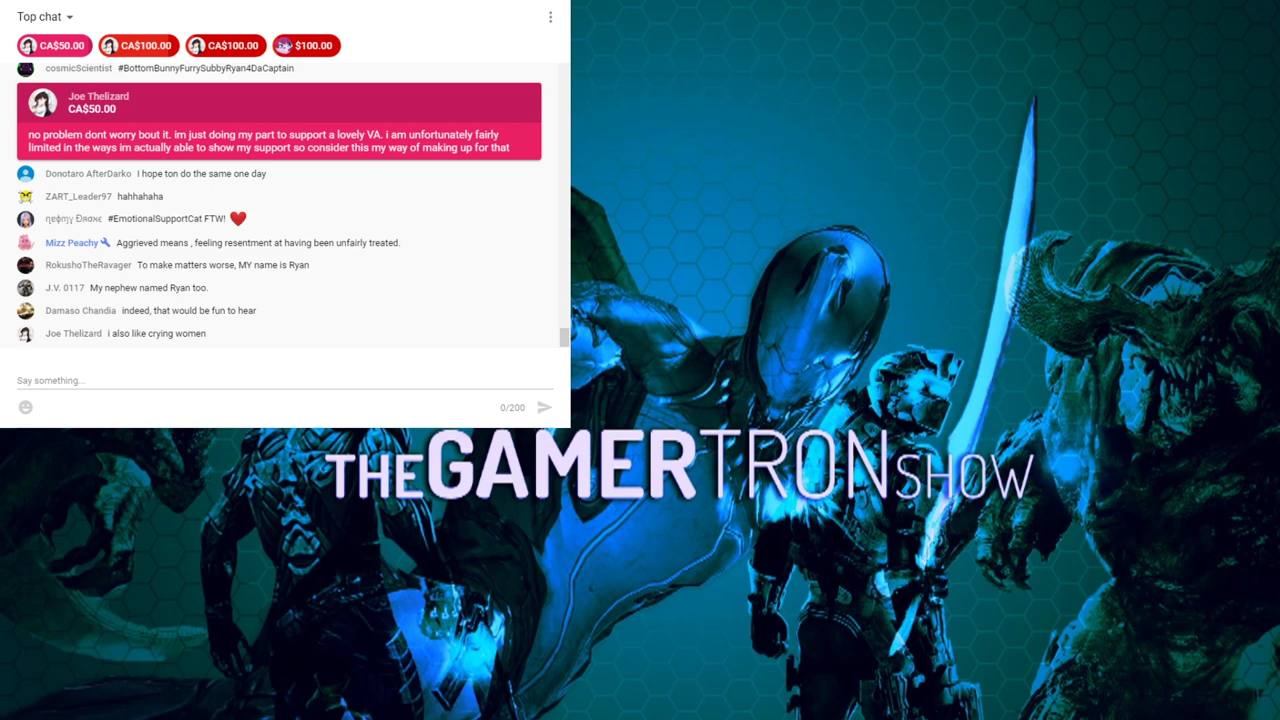 Top chat
CA$50.00 CA$100.00 CA$100.00 $100.00
cosmicScientist #BottomBunnyFurrySubbyRyan4DaCaptain
Joe Thelizard
CA$50.00
no problem dont worry bout it. im just doing my part to support a lovely VA. i am unfortunately fairly
limited in the ways im actually able to show my support so consider this my way of making up for that
Donotaro AfterDarko I hope ton do the same one day
ZART_Leader97 hahhahaha
#EmotionalSupportCat FTW! ❤️
Mizz Peachy Aggrieved means , feeling resentment at having been unfairly treated.
RokushoTheRavager To make matters worse, MY name is Ryan
J.V. 0117 My nephew named Ryan too.
Damaso Chandia indeed, that would be fun to hear
Joe Thelizard i also like crying women
Say something...
0/200
THEGAMERTRONSHOW